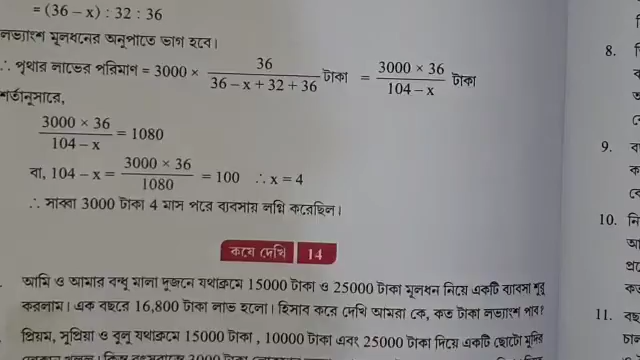 = (36 – x) : 32 : 36
লভ্যাংশ মূলধনের অনুপাতে ভাগ হবে।
∴ পৃথার লাভের পরিমাণ = 3000 × 36 / (36 – x + 32 + 36) টাকা = (3000 × 36) / (104 – x) টাকা
শর্তানুসারে,
(3000 × 36) / (104 – x) = 1080
বা, 104 – x = (3000 × 36) / 1080 = 100 ∴ x = 4
∴ সাব্বা 3000 টাকা 4 মাস পরে ব্যবসায় লগ্নি করেছিল।
কষে দেখি 14
আমি ও আমার বন্ধু মালা দুজনে যথাক্রমে 15000 টাকা ও 25000 টাকা মূলধন নিয়ে একটি ব্যাবসা শুরু
করলাম। এক বছরে 16,800 টাকা লাভ হলো। হিসাব করে দেখি আমরা কে, কত টাকা লভ্যাংশ পাব?
প্রিয়ম, সুপ্রিয়া ও বুলু যথাক্রমে 15000 টাকা , 10000 টাকা এবং 25000 টাকা দিয়ে একটি ছোটো মুদির
3000 টাকা
8.
9.
10. নি
11. বছ